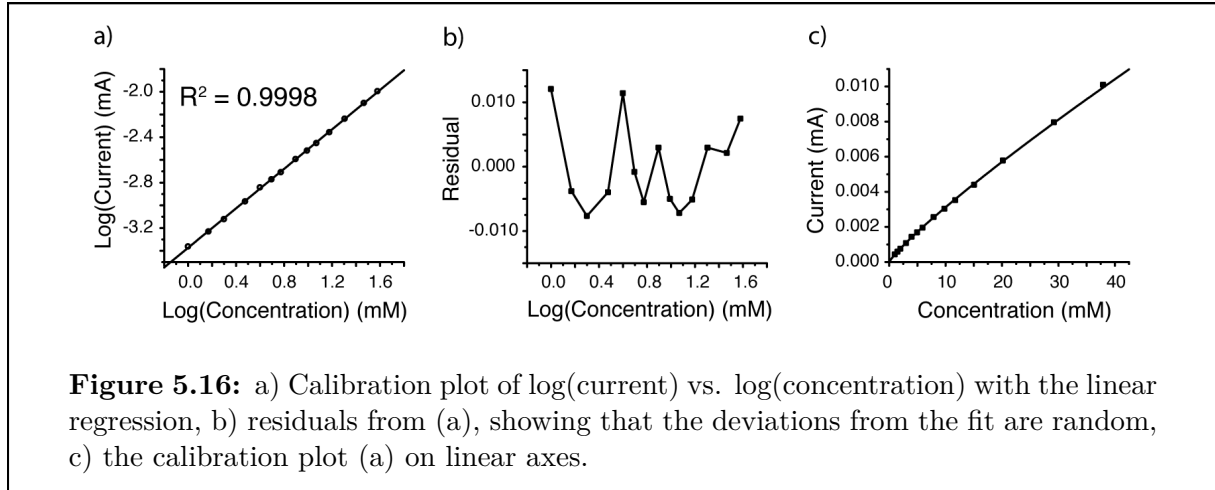 a)
R² = 0.9998
Log(Current) (mA)
-2.0
-2.4
-2.8
-3.2
0.0 0.4 0.8 1.2 1.6
Log(Concentration) (mM)
b)
Residual
0.010
0.000
-0.010
0.0 0.4 0.8 1.2 1.6
Log(Concentration) (mM)
c)
Current (mA)
0.010
0.008
0.006
0.004
0.002
0.000
0 10 20 30 40
Concentration (mM)
Figure 5.16: a) Calibration plot of log(current) vs. log(concentration) with the linear
regression, b) residuals from (a), showing that the deviations from the fit are random,
c) the calibration plot (a) on linear axes.